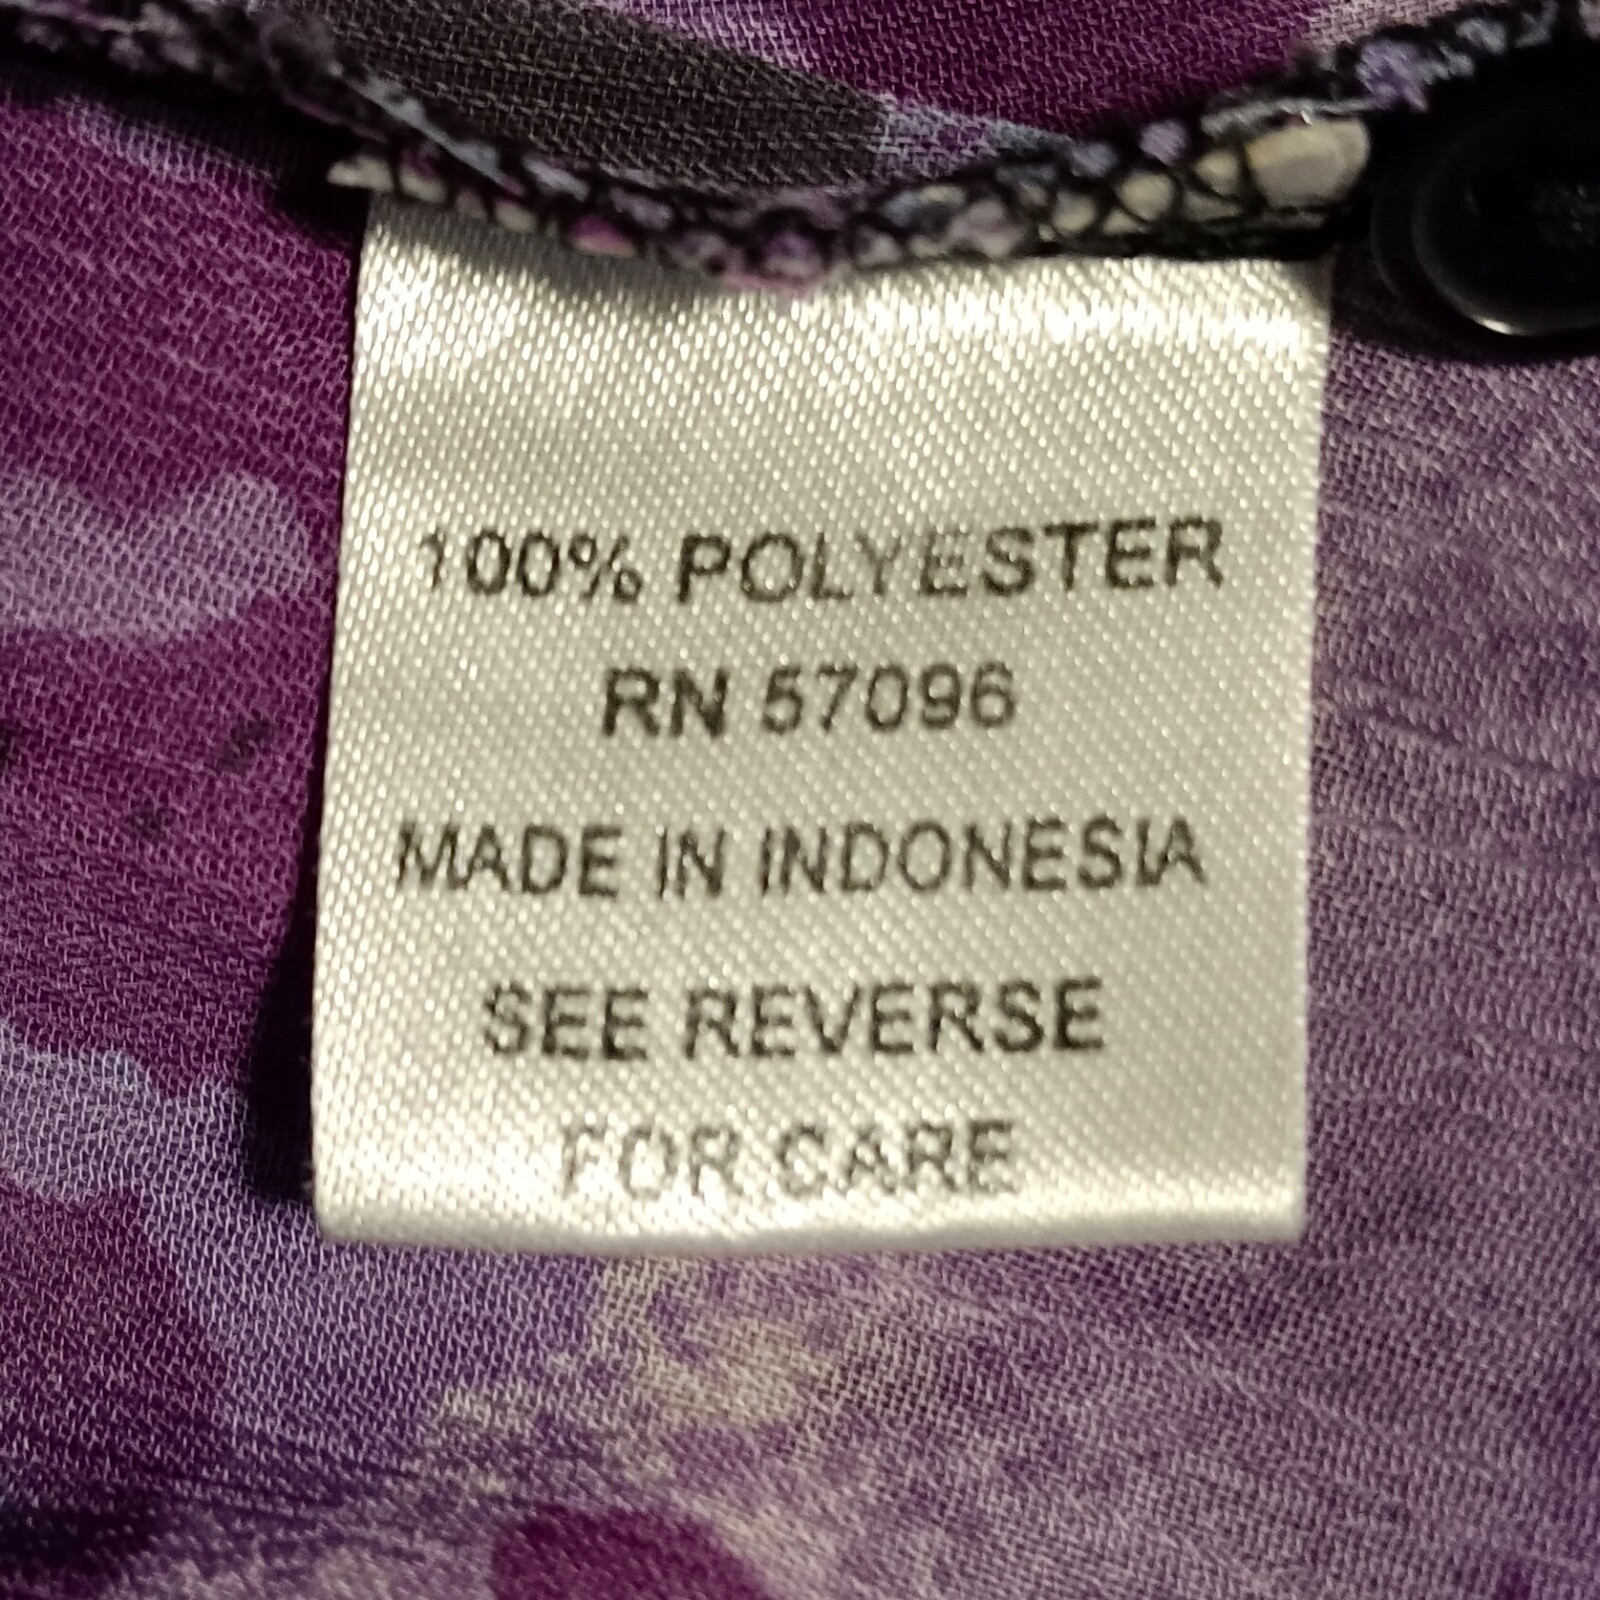 100% POLYESTER
RN 57096
MADE IN INDONESIA
SEE REVERSE
FOR CARE